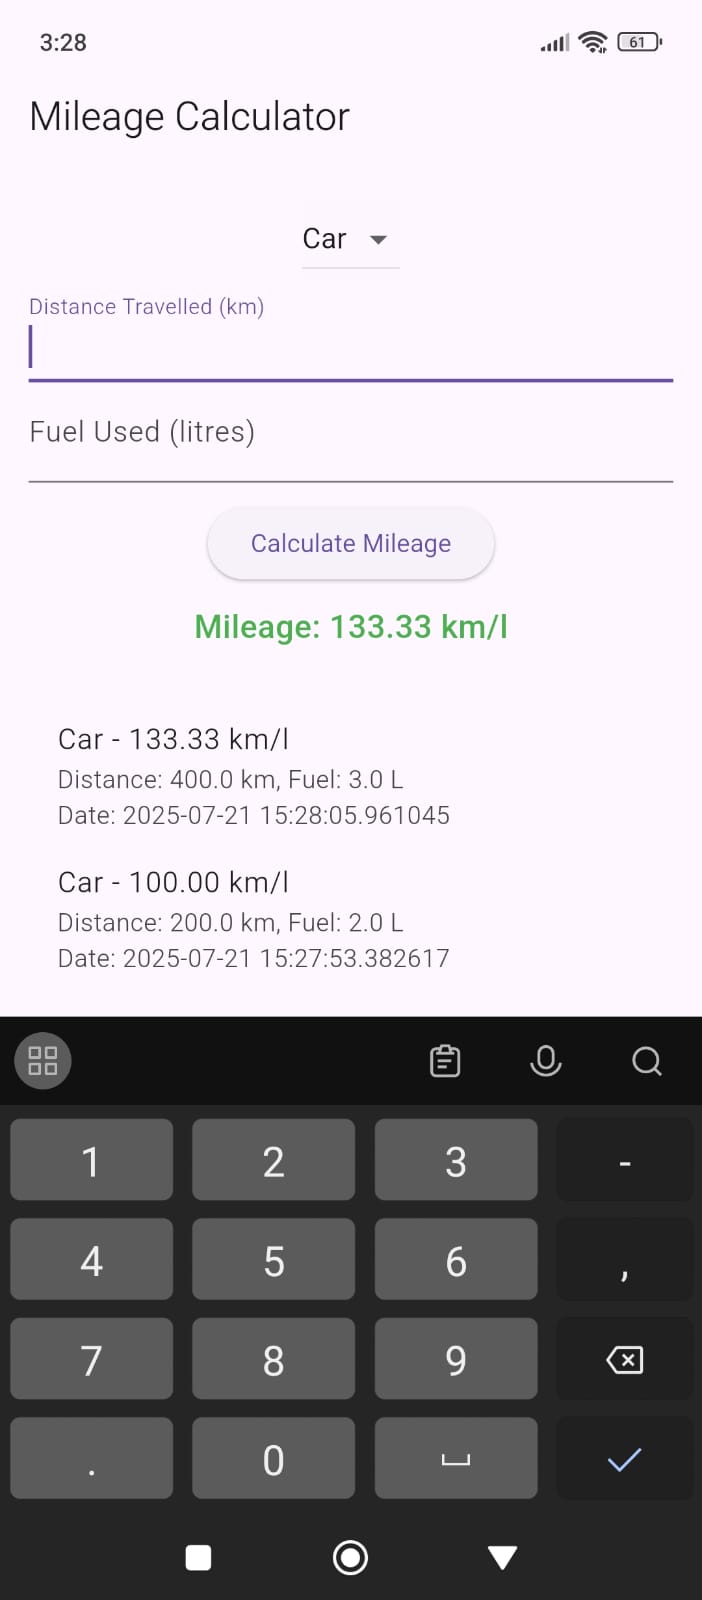 3:28
61
Mileage Calculator
Car
Distance Travelled (km)
Fuel Used (litres)
Calculate Mileage
Mileage: 133.33 km/l
Car - 133.33 km/l
Distance: 400.0 km, Fuel: 3.0 L
Date: 2025-07-21 15:28:05.961045
Car - 100.00 km/l
Distance: 200.0 km, Fuel: 2.0 L
Date: 2025-07-21 15:27:53.382617
1 2 3 -
4 5 6 ,
7 8 9
. 0